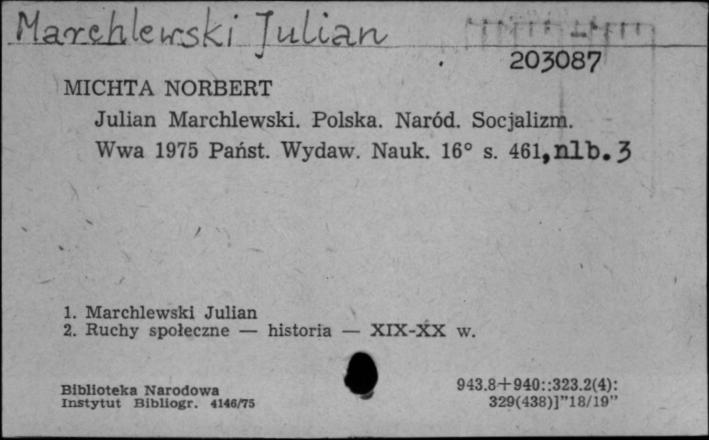 Marchlewski Julian
203087
MICHTA NORBERT
Julian Marchlewski. Polska. Naród. Socjalizm.
Wwa 1975 Państ. Wydaw. Nauk. 16° s. 461, nlb. 3
1. Marchlewski Julian
2. Ruchy społeczne — historia — XIX-XX w.
Biblioteka Narodowa
Instytut Bibliogr. 4146/75
943.8+940::323.2(4):
329(438)]"18/19"